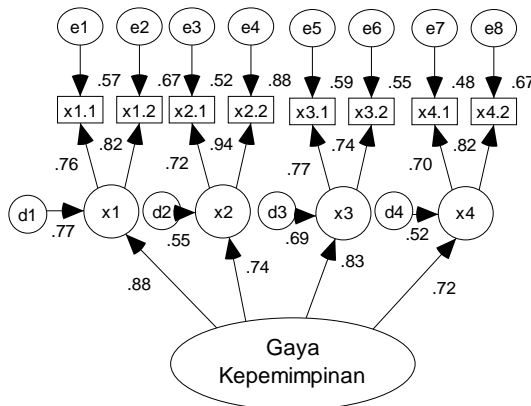 e1 e2 e3 e4 e5 e6 e7 e8
.57 .67 .52 .88 .59 .55 .48 .67
x1.1 x1.2 x2.1 x2.2 x3.1 x3.2 x4.1 x4.2
.76 .82 .72 .94 .77 .74 .70 .82
d1 x1 d2 x2 d3 x3 d4 x4
.77 .55 .69 .52
.88 .74 .83 .72
Gaya
Kepemimpinan